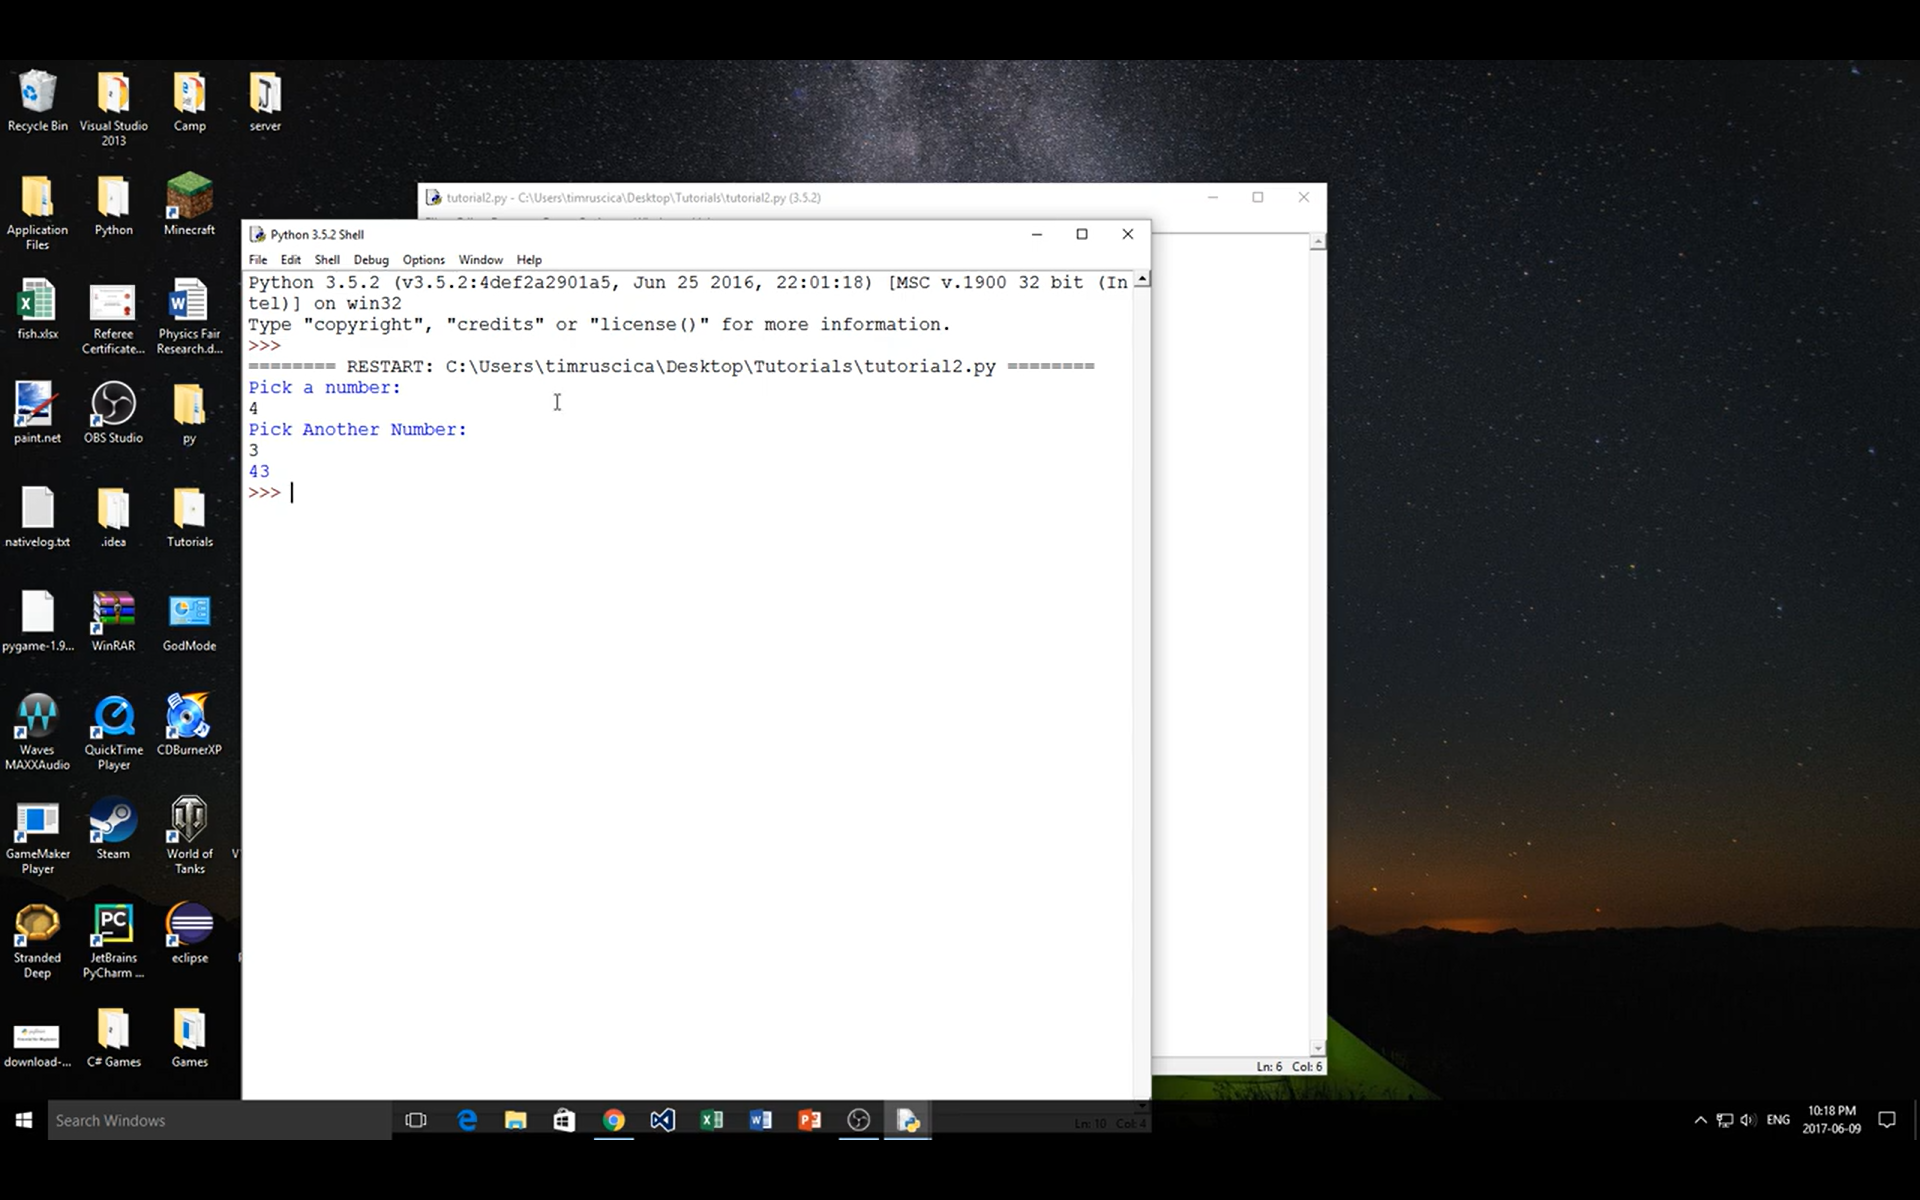 Recycle Bin
Visual Studio
2013
Camp
server
Application
Files
Python
Minecraft
fish.xlsx
Referee
Certificate...
Physics Fair
Research.d...
paint.net
OBS Studio
py
nativelog.txt
.idea
Tutorials
pygame-1.9...
WinRAR
GodMode
Waves
MAXXAudio
QuickTime
Player
CDBurnerXP
GameMaker
Player
Steam
World of
Tanks
Stranded
Deep
JetBrains
PyCharm ...
eclipse
download-...
C# Games
Games
tutorial2.py - C:\Users\timruscica\Desktop\Tutorials\tutorial2.py (3.5.2)
Python 3.5.2 Shell
File Edit Shell Debug Options Window Help
Python 3.5.2 (v3.5.2:4def2a2901a5, Jun 25 2016, 22:01:18) [MSC v.1900 32 bit (In
tel)] on win32
Type "copyright", "credits" or "license()" for more information.
>>>
======== RESTART: C:\Users\timruscica\Desktop\Tutorials\tutorial2.py ========
Pick a number:
4
Pick Another Number:
3
43
>>>
Ln: 6 Col: 6
Ln: 10 Col: 4
Search Windows
ENG
10:18 PM
2017-06-09